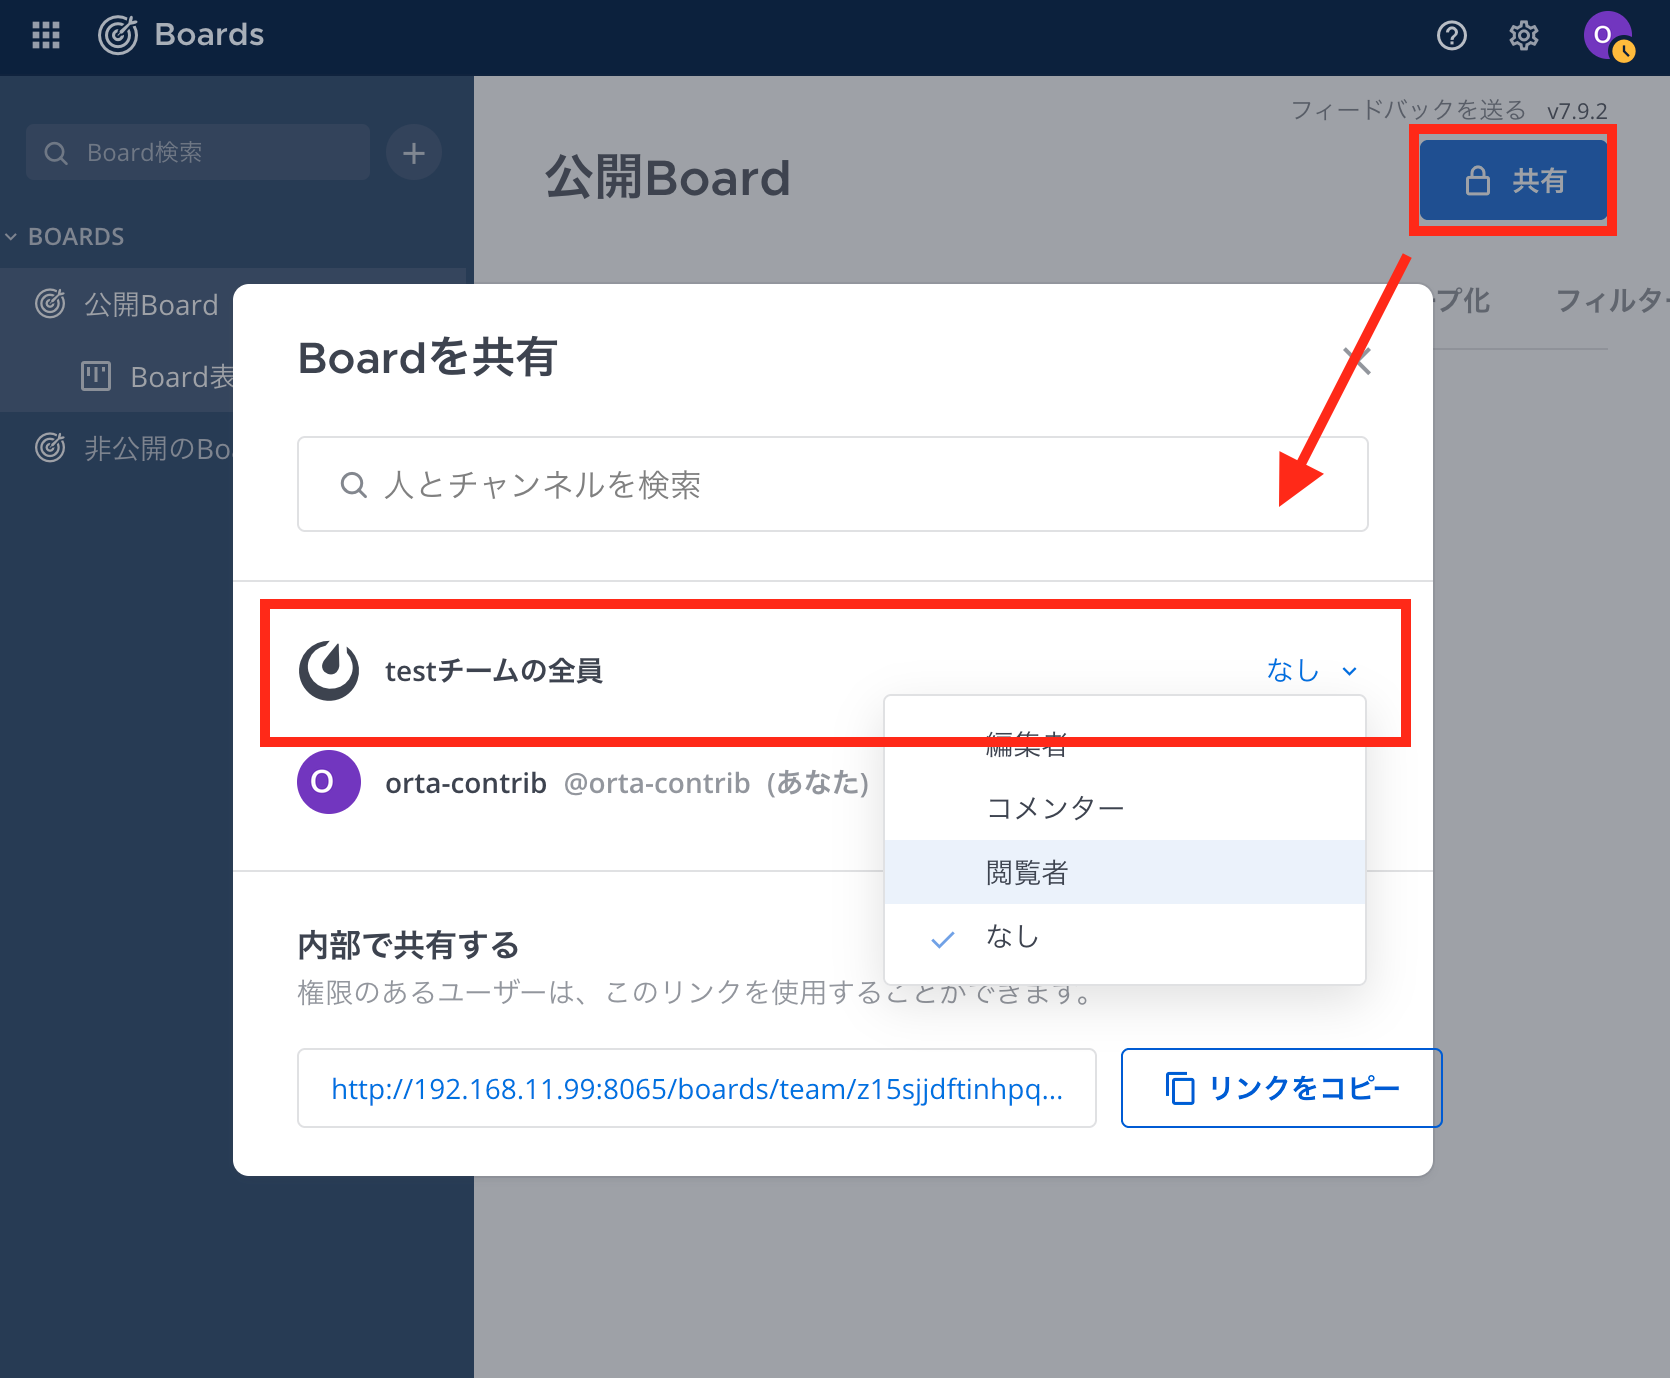 Boards
O
Board検索
フィードバックを送る v7.9.2
公開Board
共有
BOARDS
公開Board
プ化 フィルター
Board表
非公開のBo
Boardを共有
人とチャンネルを検索
testチームの全員 なし
編集者
O orta-contrib @orta-contrib (あなた)
コメンター
閲覧者
なし
内部で共有する
権限のあるユーザーは、このリンクを使用することができます。
http://192.168.11.99:8065/boards/team/z15sjjdftinhpq...
リンクをコピー